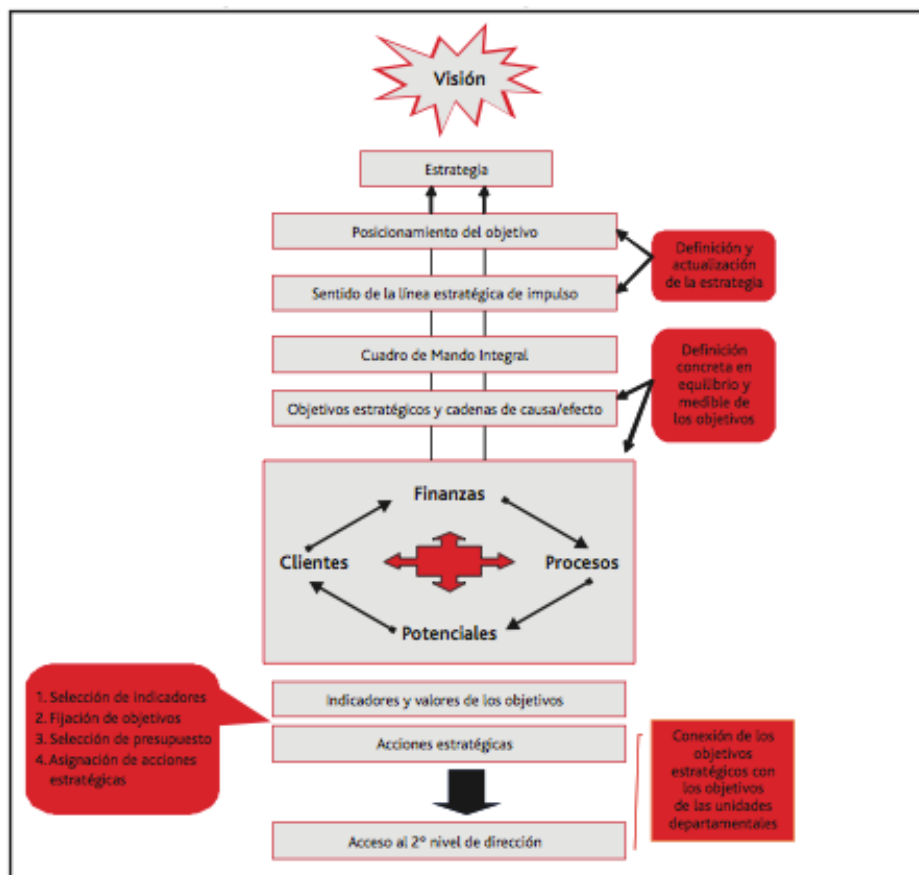 Visión
Estrategia
Posicionamiento del objetivo
Definición y
actualización
de la estrategia
Sentido de la línea estratégica de impulso
Cuadro de Mando Integral
Definición
concreta en
equilibrio y
medible de
los objetivos
Objetivos estratégicos y cadenas de causa/efecto
Finanzas
Clientes
Procesos
Potenciales
1. Selección de indicadores
2. Fijación de objetivos
3. Selección de presupuesto
4. Asignación de acciones
estratégicas
Indicadores y valores de los objetivos
Acciones estratégicas
Conexión de los
objetivos
estratégicos con
los objetivos
de las unidades
departamentales
Acceso al 2º nivel de dirección